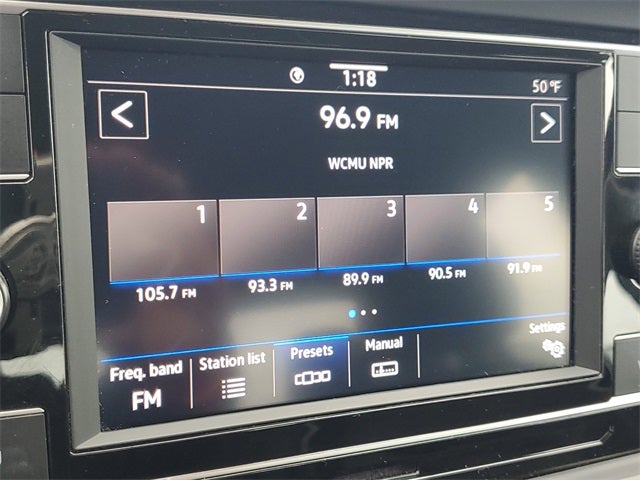 1:18
50°F
96.9 FM
WCMU NPR
1 2 3 4 5
105.7 FM 93.3 FM 89.9 FM 90.5 FM 91.9 FM
Freq. band Station list Presets Manual Settings
FM